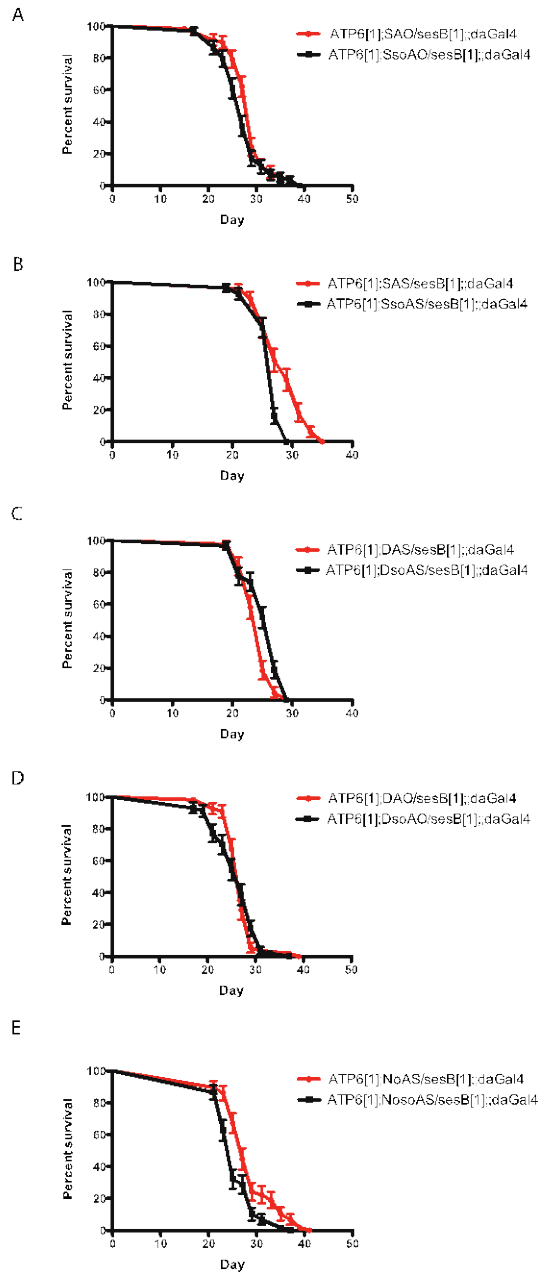 A
ATP6[1];SAO/sesB[1];;daGal4
ATP6[1];SsoAO/sesB[1];;daGal4
Percent survival
100
80
60
40
20
0
0 10 20 30 40 50
Day
B
ATP6[1];SAS/sesB[1];;daGal4
ATP6[1];SsoAS/sesB[1];;daGal4
Percent survival
100
80
60
40
20
0
0 10 20 30 40
Day
C
ATP6[1];DAS/sesB[1];;daGal4
ATP6[1];DsoAS/sesB[1];;daGal4
Percent survival
100
80
60
40
20
0
0 10 20 30 40
Day
D
ATP6[1];DAO/sesB[1];;daGal4
ATP6[1];DsoAO/sesB[1];;daGal4
Percent survival
100
80
60
40
20
0
0 10 20 30 40 50
Day
E
ATP6[1];NoAS/sesB[1];;daGal4
ATP6[1];NosoAS/sesB[1];;daGal4
Percent survival
100
80
60
40
20
0
0 10 20 30 40 50
Day